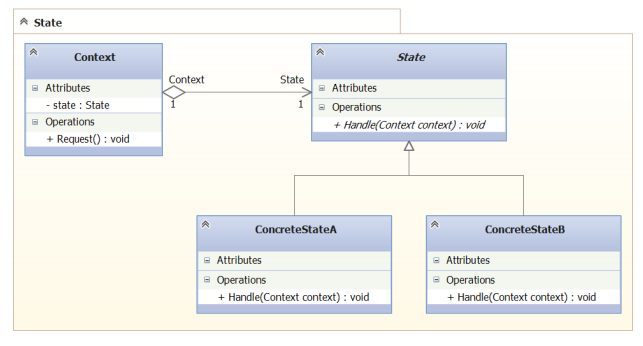 State
Context
Attributes
- state : State
Operations
+ Request() : void
Context
1
State
1
State
Attributes
Operations
+ Handle(Context context) : void
ConcreteStateA
Attributes
Operations
+ Handle(Context context) : void
ConcreteStateB
Attributes
Operations
+ Handle(Context context) : void